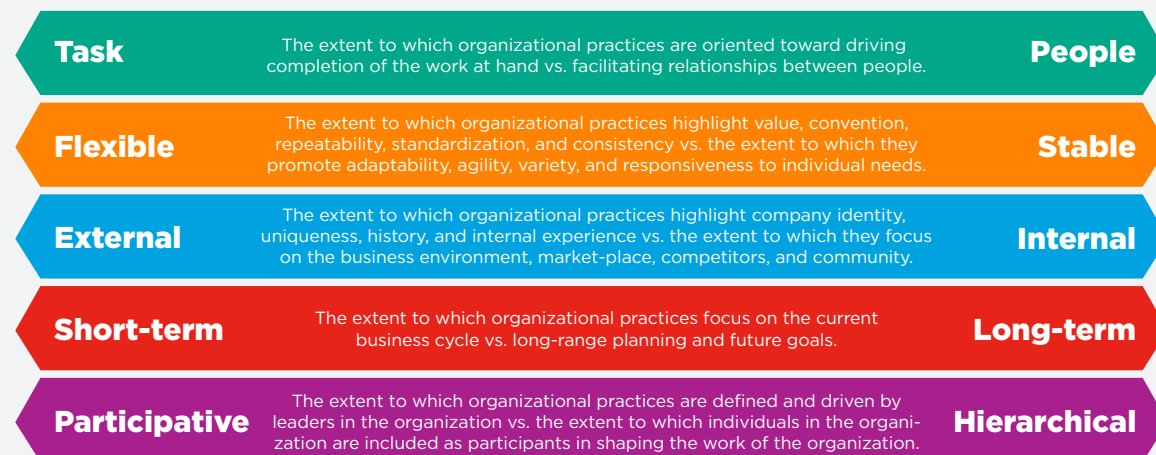 Task
The extent to which organizational practices are oriented toward driving
completion of the work at hand vs. facilitating relationships between people.
People
Flexible
The extent to which organizational practices highlight value, convention,
repeatability, standardization, and consistency vs. the extent to which they
promote adaptability, agility, variety, and responsiveness to individual needs.
Stable
External
The extent to which organizational practices highlight company identity,
uniqueness, history, and internal experience vs. the extent to which they focus
on the business environment, market-place, competitors, and community.
Internal
Short-term
The extent to which organizational practices focus on the current
business cycle vs. long-range planning and future goals.
Long-term
Participative
The extent to which organizational practices are defined and driven by
leaders in the organization vs. the extent to which individuals in the organi-
zation are included as participants in shaping the work of the organization.
Hierarchical